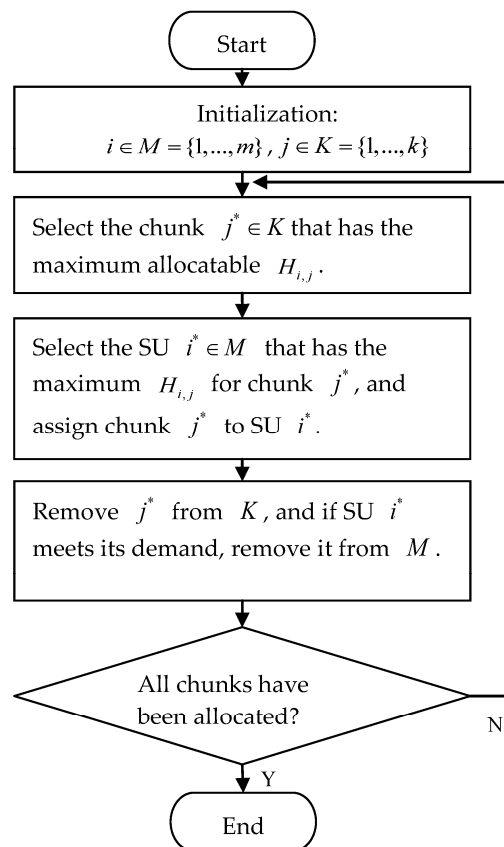 Start
Initialization:
i ∈ M = {1,...,m} , j ∈ K = {1,...,k}
Select the chunk j* ∈ K that has the
maximum allocatable H_{i,j} .
Select the SU i* ∈ M that has the
maximum H_{i,j} for chunk j* , and
assign chunk j* to SU i* .
Remove j* from K , and if SU i*
meets its demand, remove it from M .
All chunks have
been allocated?
N
Y
End